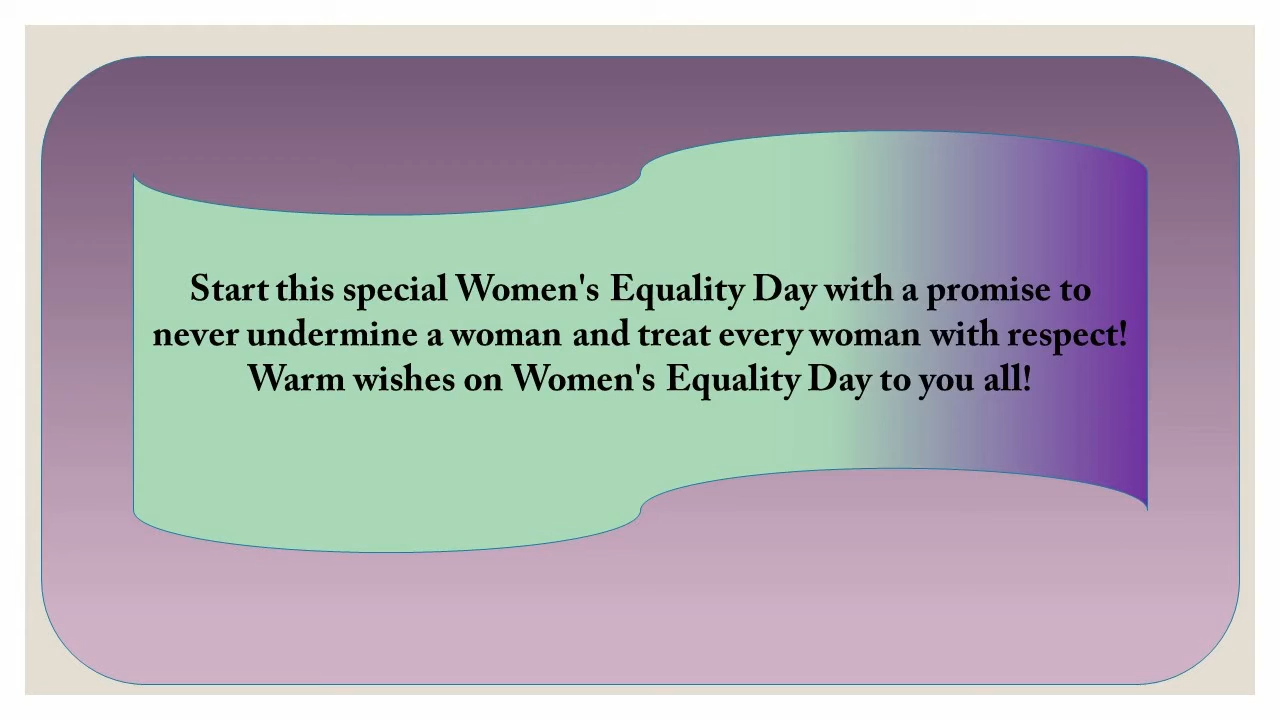 Start this special Women's Equality Day with a promise to
never undermine a woman and treat every woman with respect!
Warm wishes on Women's Equality Day to you all!